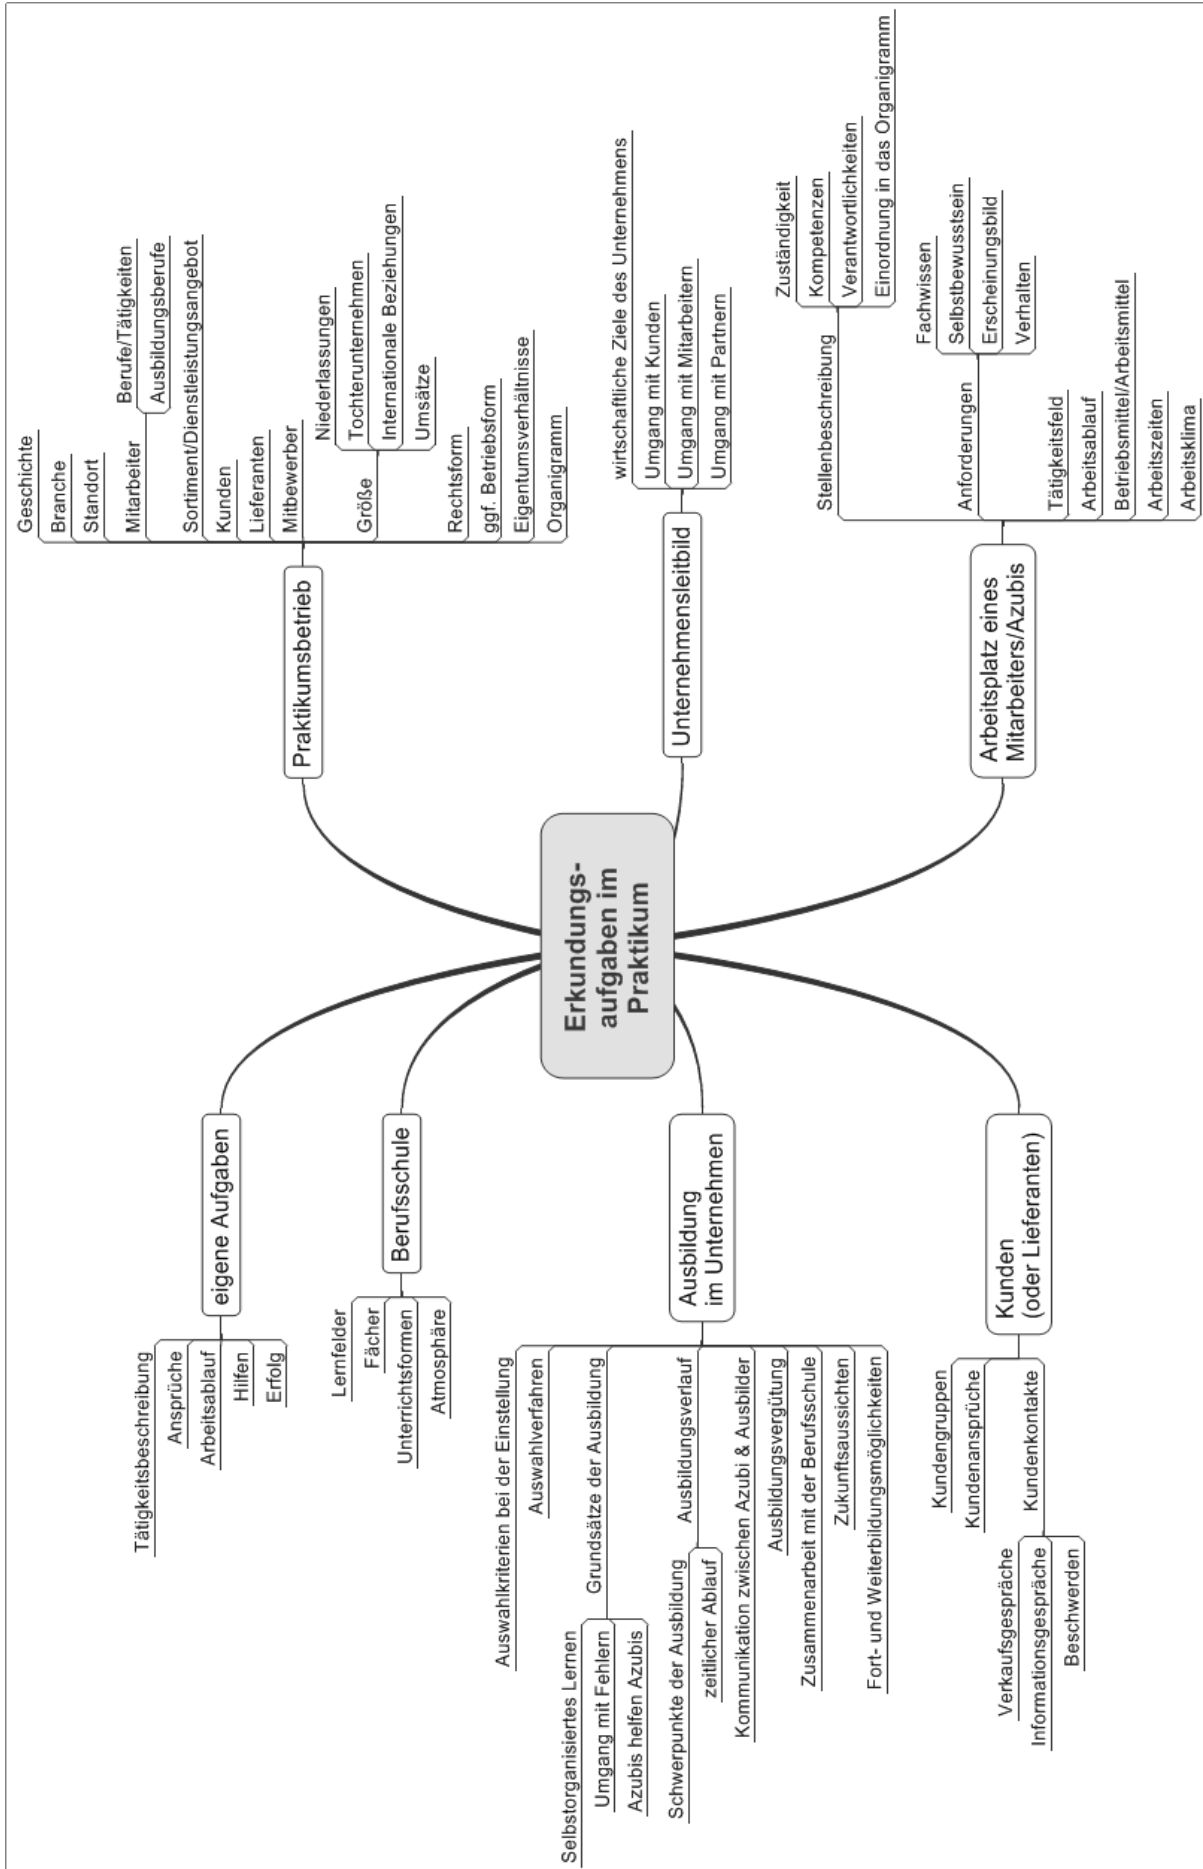 Erkundungs-
aufgaben im
Praktikum
Praktikumsbetrieb
Geschichte
Branche
Standort
Mitarbeiter
Berufe/Tätigkeiten
Ausbildungsberufe
Sortiment/Dienstleistungsangebot
Kunden
Lieferanten
Mitbewerber
Größe
Niederlassungen
Tochterunternehmen
Internationale Beziehungen
Umsätze
Rechtsform
ggf. Betriebsform
Eigentumsverhältnisse
Organigramm
Unternehmensleitbild
wirtschaftliche Ziele des Unternehmens
Umgang mit Kunden
Umgang mit Mitarbeitern
Umgang mit Partnern
Arbeitsplatz eines
Mitarbeiters/Azubis
Stellenbeschreibung
Zuständigkeit
Kompetenzen
Verantwortlichkeiten
Einordnung in das Organigramm
Anforderungen
Fachwissen
Selbstbewusstsein
Erscheinungsbild
Verhalten
Tätigkeitsfeld
Arbeitsablauf
Betriebsmittel/Arbeitsmittel
Arbeitszeiten
Arbeitsklima
eigene Aufgaben
Tätigkeitsbeschreibung
Ansprüche
Arbeitsablauf
Hilfen
Erfolg
Berufsschule
Lernfelder
Fächer
Unterrichtsformen
Atmosphäre
Ausbildung
im Unternehmen
Auswahlkriterien bei der Einstellung
Auswahlverfahren
Grundsätze der Ausbildung
Selbstorganisiertes Lernen
Umgang mit Fehlern
Azubis helfen Azubis
Ausbildungsverlauf
Schwerpunkte der Ausbildung
zeitlicher Ablauf
Kommunikation zwischen Azubi & Ausbilder
Ausbildungsvergütung
Zusammenarbeit mit der Berufsschule
Zukunftsaussichten
Fort- und Weiterbildungsmöglichkeiten
Kunden
(oder Lieferanten)
Kundengruppen
Kundenansprüche
Kundenkontakte
Verkaufsgespräche
Informationsgespräche
Beschwerden